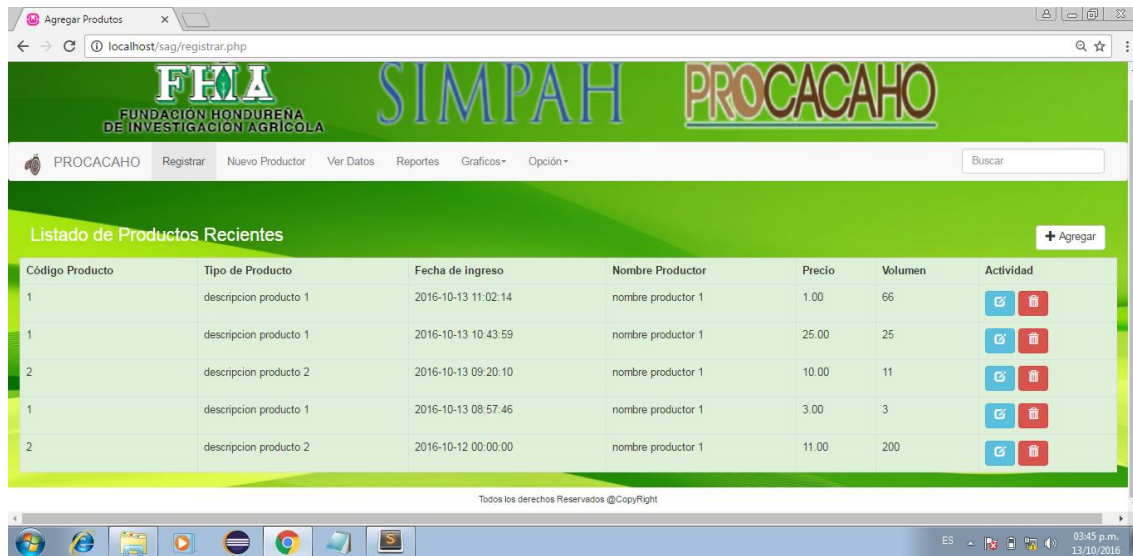 Agregar Produtos
localhost/sag/registrar.php
FHIA SIMPAH PROCACAHO
FUNDACIÓN HONDUREÑA
DE INVESTIGACIÓN AGRÍCOLA
PROCACAHO Registrar Nuevo Productor Ver Datos Reportes Graficos Opción Buscar
Listado de Productos Recientes
+ Agregar
Código Producto Tipo de Producto Fecha de ingreso Nombre Productor Precio Volumen Actividad
1 descripcion producto 1 2016-10-13 11:02:14 nombre productor 1 1.00 66
1 descripcion producto 1 2016-10-13 10:43:59 nombre productor 1 25.00 25
2 descripcion producto 2 2016-10-13 09:20:10 nombre productor 1 10.00 11
1 descripcion producto 1 2016-10-13 08:57:46 nombre productor 1 3.00 3
2 descripcion producto 2 2016-10-12 00:00:00 nombre productor 1 11.00 200
Todos los derechos Reservados @CopyRight
ES 03:45 p.m.
13/10/2016